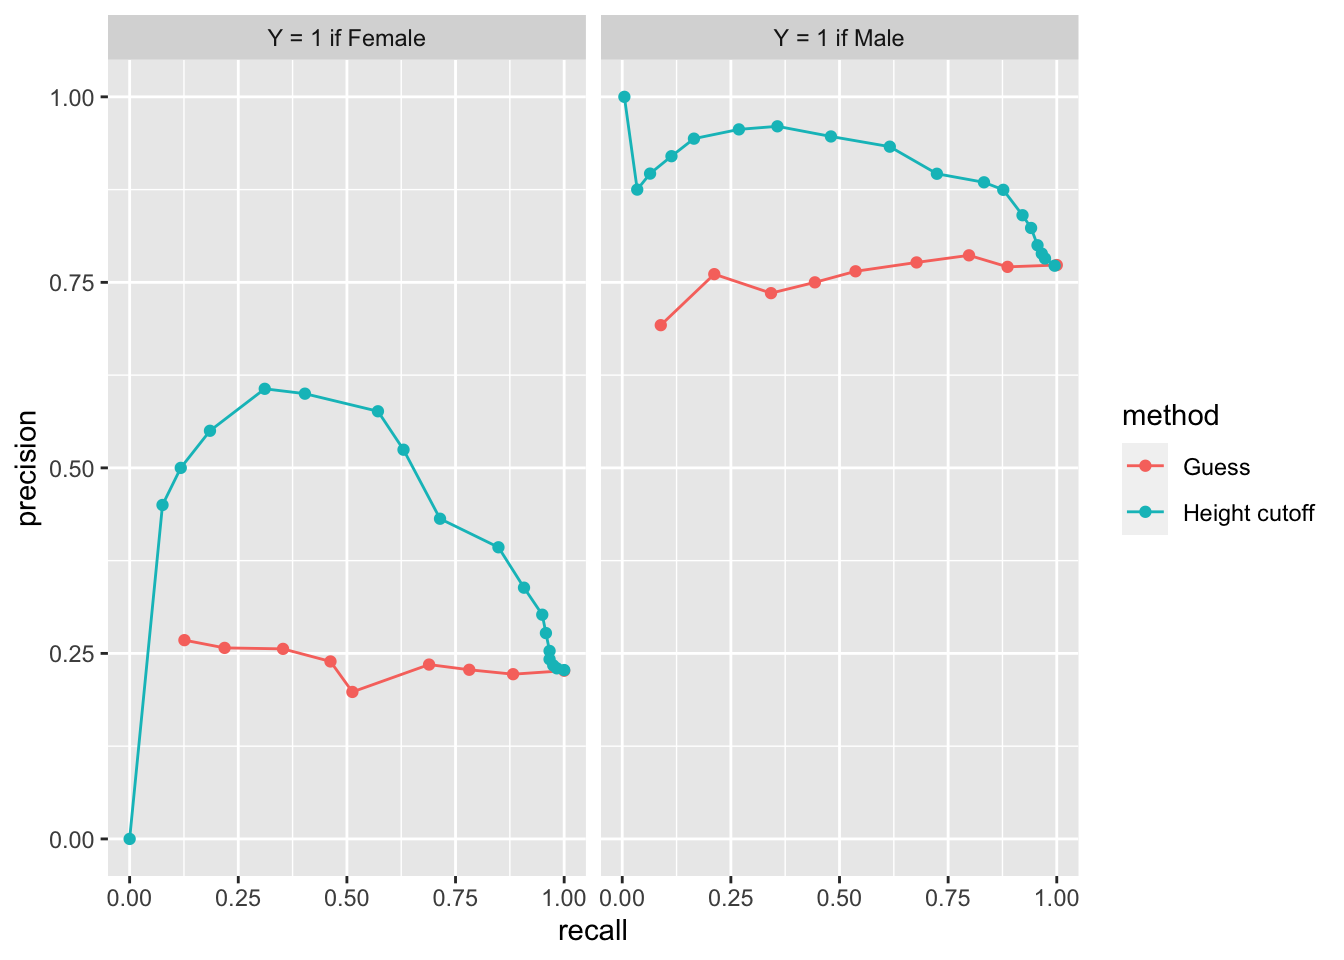 Y = 1 if Female
Y = 1 if Male
1.00
0.75
0.50
0.25
0.00
precision
0.00 0.25 0.50 0.75 1.00
0.00 0.25 0.50 0.75 1.00
recall
method
Guess
Height cutoff